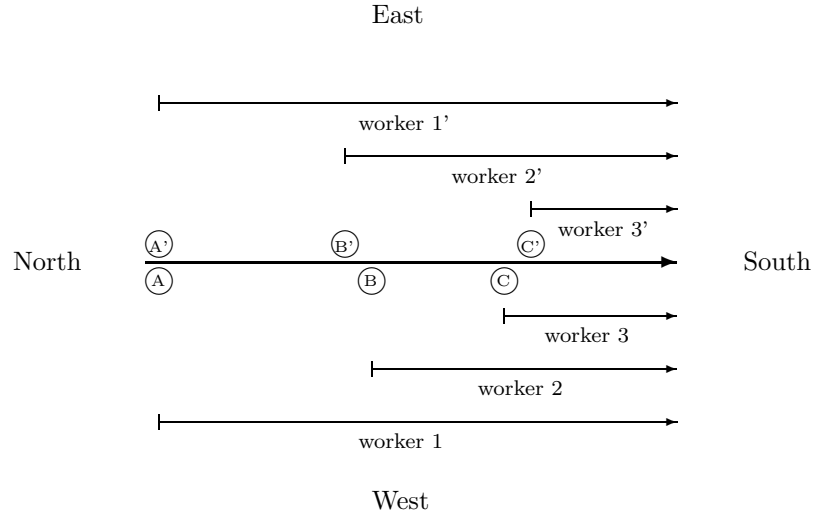 East
worker 1'
worker 2'
worker 3'
A' B' C'
North South
A B C
worker 3
worker 2
worker 1
West